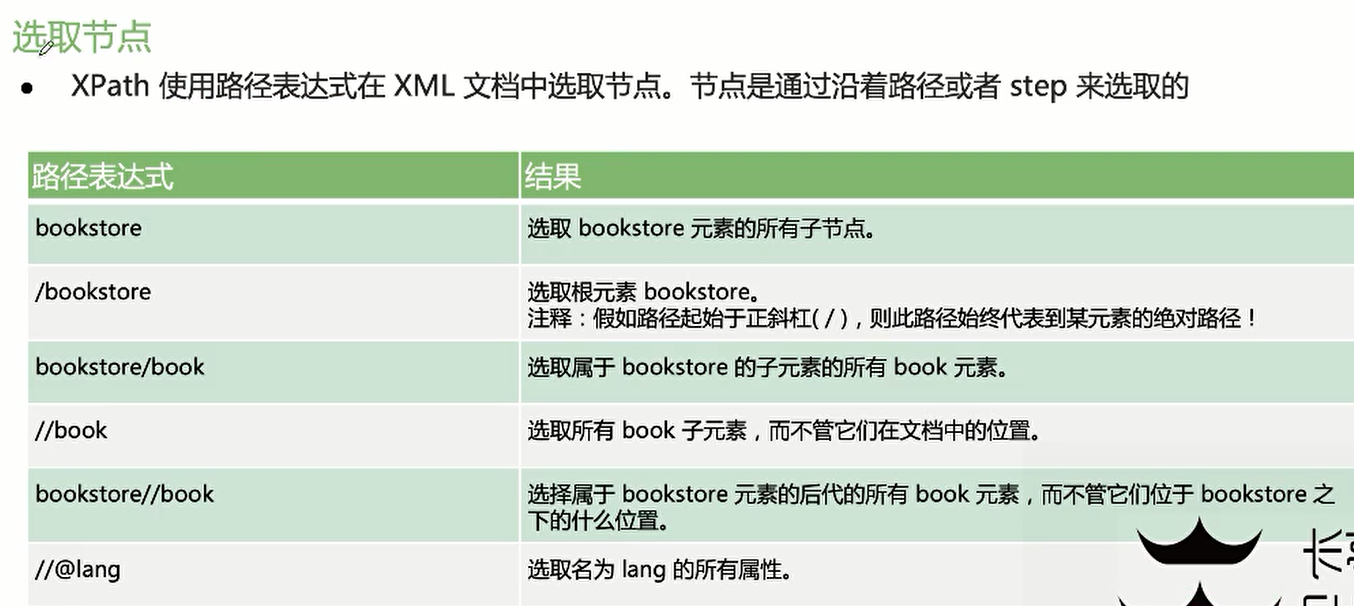 选取节点
• XPath 使用路径表达式在 XML 文档中选取节点。节点是通过沿着路径或者 step 来选取的
路径表达式 结果
bookstore 选取 bookstore 元素的所有子节点。
/bookstore 选取根元素 bookstore。
注释：假如路径起始于正斜杠( / )，则此路径始终代表到某元素的绝对路径！
bookstore/book 选取属于 bookstore 的子元素的所有 book 元素。
//book 选取所有 book 子元素，而不管它们在文档中的位置。
bookstore//book 选择属于 bookstore 元素的后代的所有 book 元素，而不管它们位于 bookstore 之
下的什么位置。
//@lang 选取名为 lang 的所有属性。